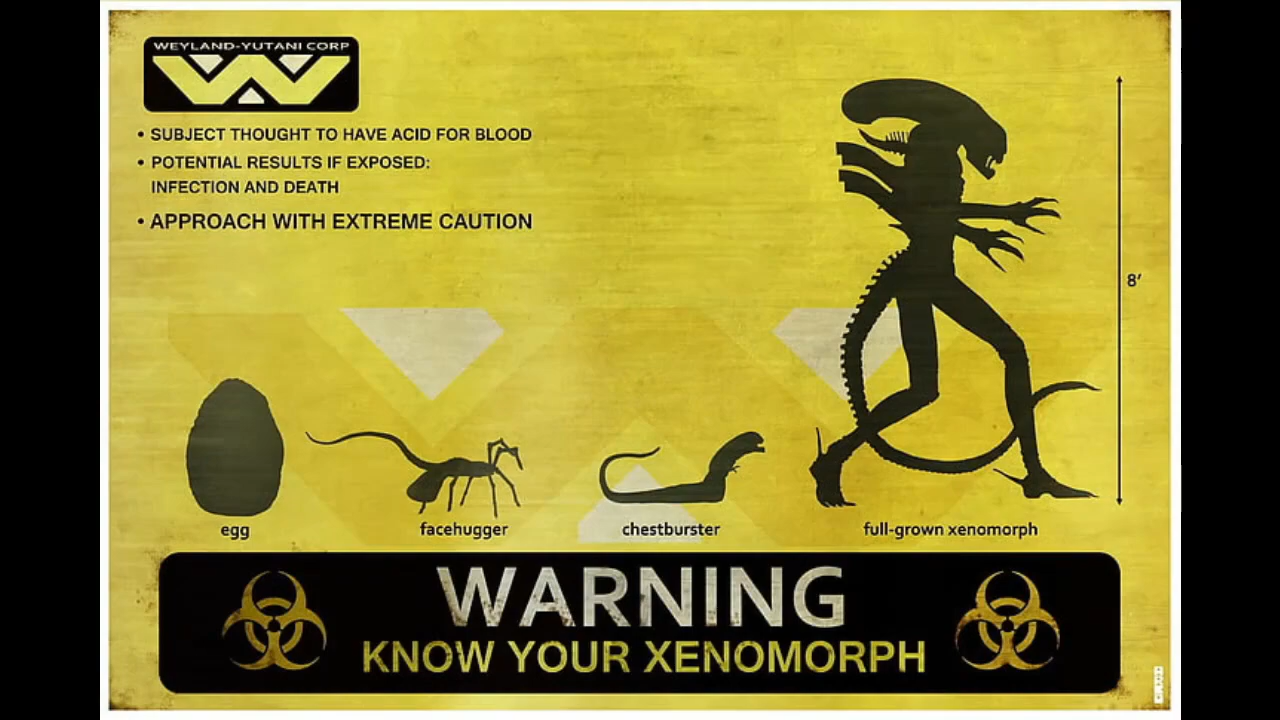 WEYLAND-YUTANI CORP
• SUBJECT THOUGHT TO HAVE ACID FOR BLOOD
• POTENTIAL RESULTS IF EXPOSED:
INFECTION AND DEATH
• APPROACH WITH EXTREME CAUTION
8'
egg
facehugger
chestburster
full-grown xenomorph
WARNING
KNOW YOUR XENOMORPH